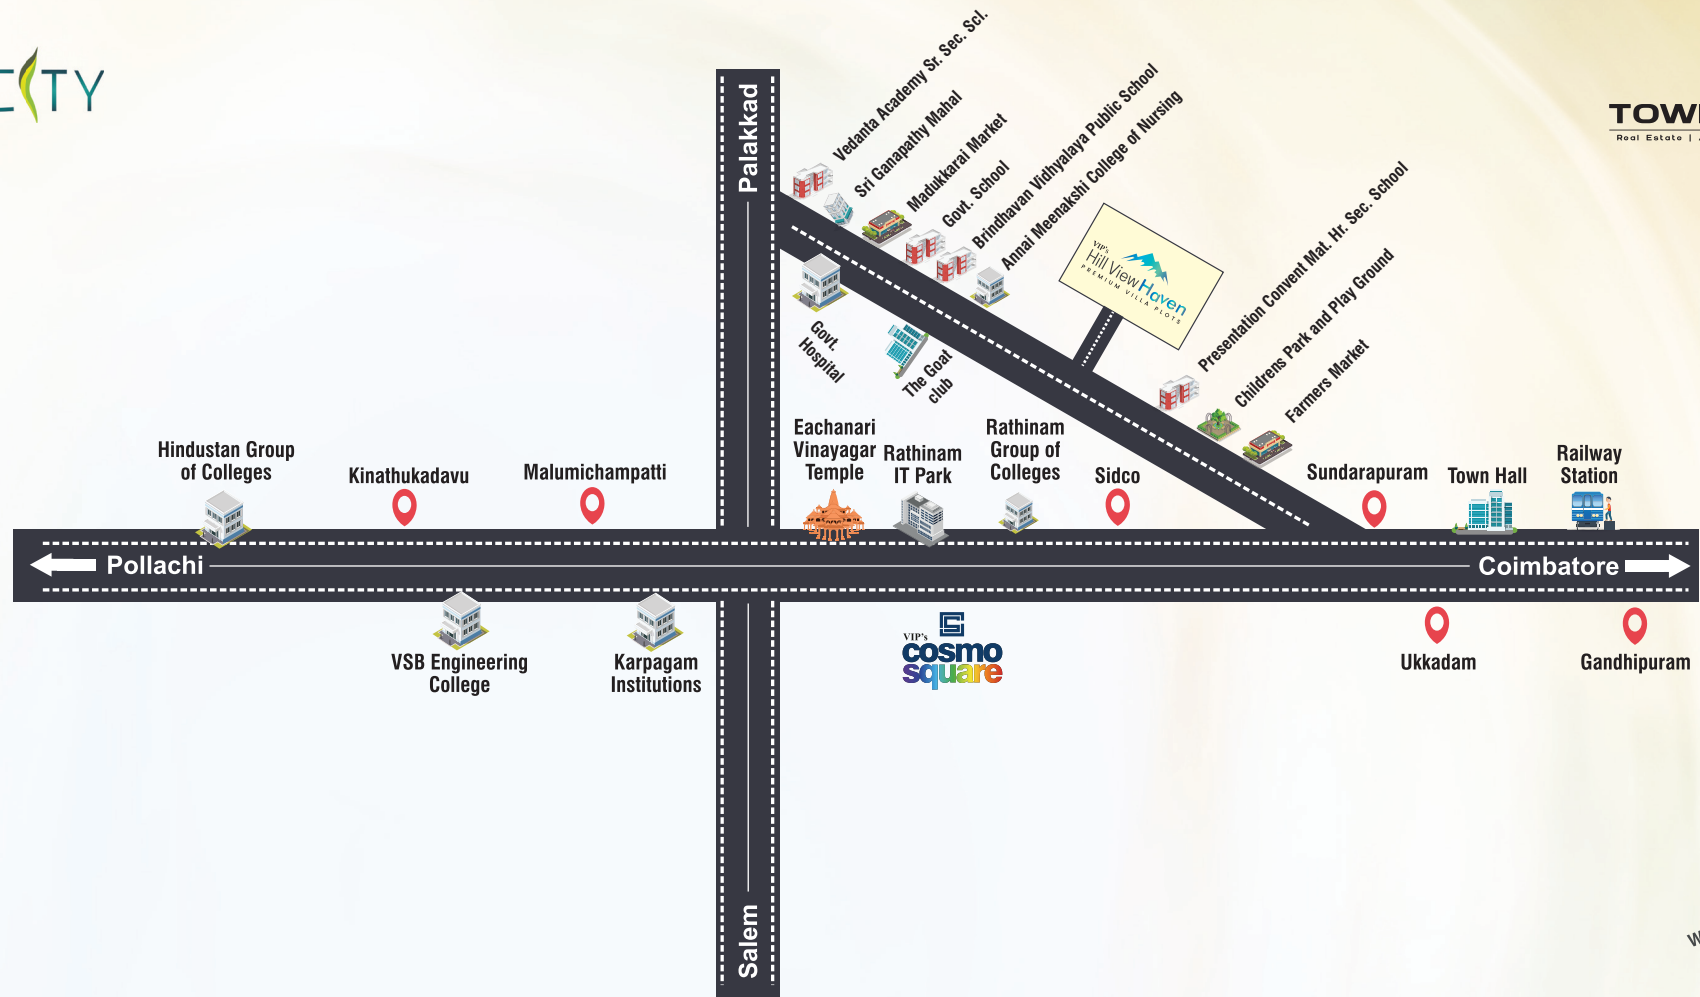 CITY
TOW
Real Estate |
Palakkad
Vedanta Academy Sr. Sec. Scl.
Sri Ganapathy Mahal
Madukkarai Market
Govt. School
Brindhavan Vidhyalaya Public School
Annai Meenakshi College of Nursing
VIP's
Hill View Haven
PREMIUM VILLA PLOTS
Presentation Convent Mat. Hr. Sec. School
Childrens Park and Play Ground
Farmers Market
Govt.
Hospital
The Goat
club
Hindustan Group
of Colleges
Kinathukadavu
Malumichampatti
Eachanari
Vinayagar
Temple
Rathinam
IT Park
Rathinam
Group of
Colleges
Sidco
Sundarapuram
Town Hall
Railway
Station
Pollachi
Coimbatore
VSB Engineering
College
Karpagam
Institutions
VIP's
cosmo
square
Ukkadam
Gandhipuram
Salem